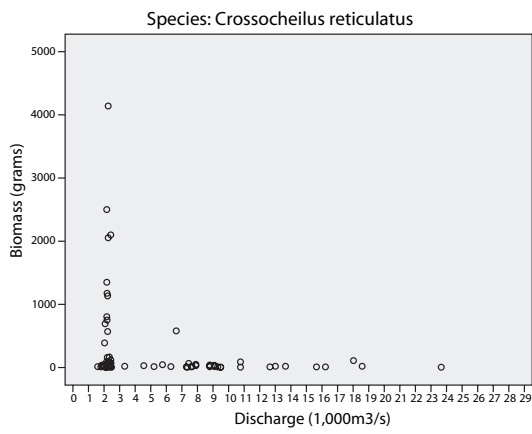 Species: Crossocheilus reticulatus
5000
4000
3000
2000
1000
0
Biomass (grams)
0 1 2 3 4 5 6 7 8 9 10 11 12 13 14 15 16 17 18 19 20 21 22 23 24 25 26 27 28 29
Discharge (1,000m3/s)